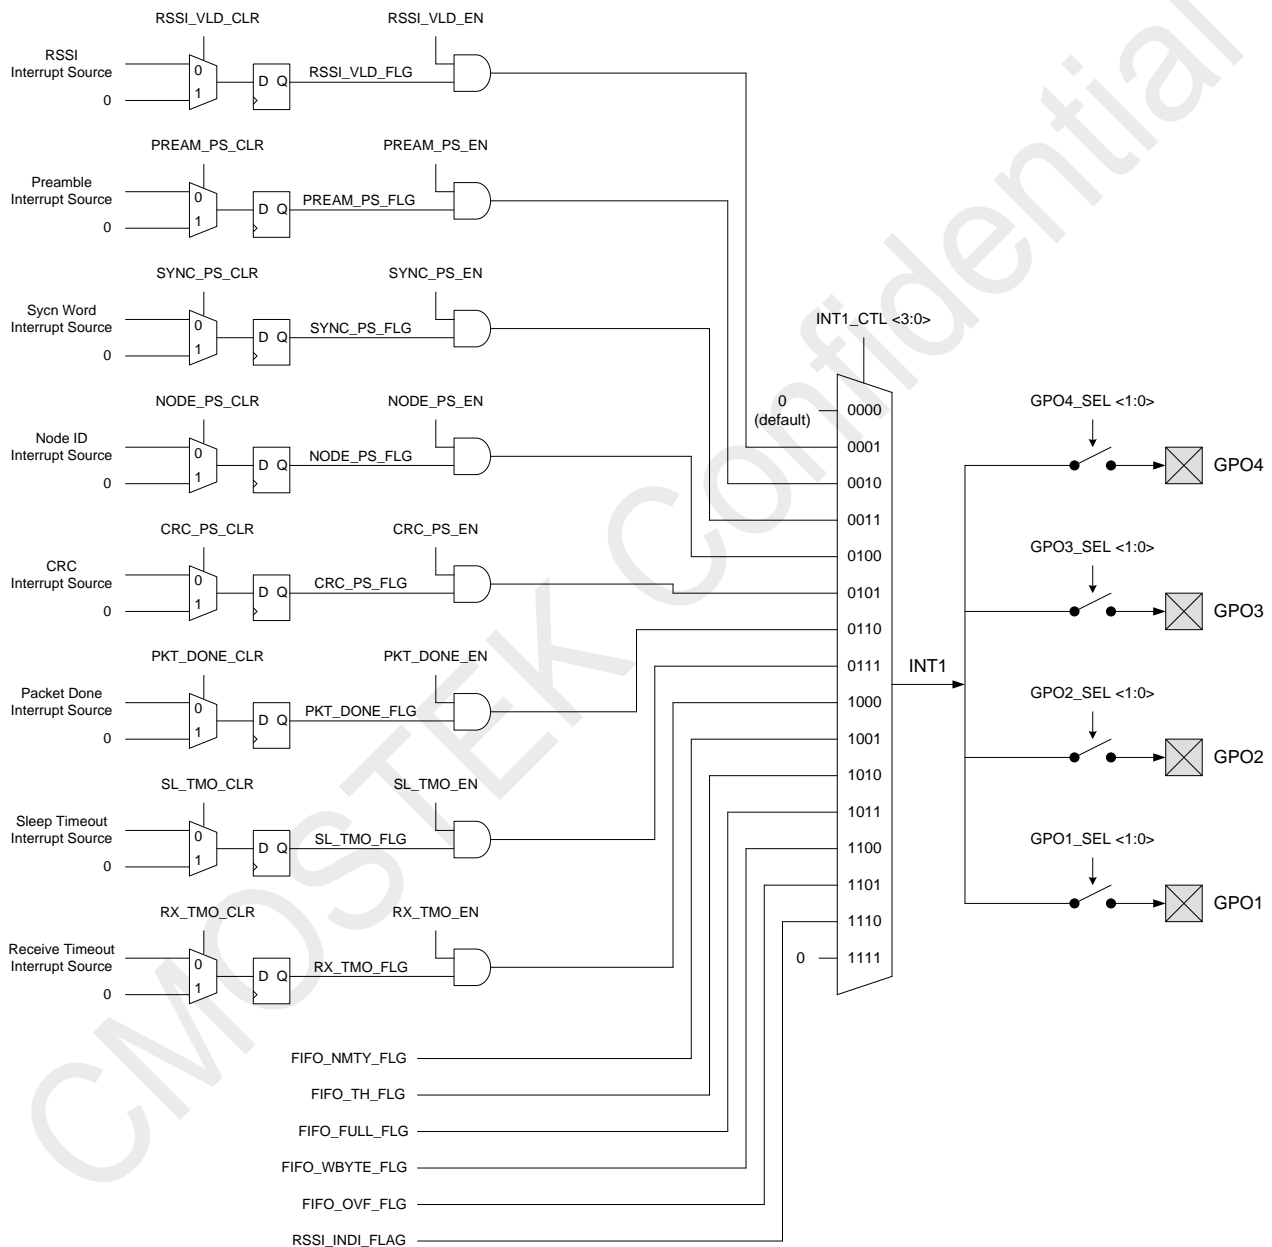 RSSI_VLD_CLR
RSSI_VLD_EN
RSSI
Interrupt Source
0
0
1
D Q
RSSI_VLD_FLG
PREAM_PS_CLR
PREAM_PS_EN
Preamble
Interrupt Source
0
0
1
D Q
PREAM_PS_FLG
SYNC_PS_CLR
SYNC_PS_EN
Sycn Word
Interrupt Source
0
0
1
D Q
SYNC_PS_FLG
NODE_PS_CLR
NODE_PS_EN
Node ID
Interrupt Source
0
0
1
D Q
NODE_PS_FLG
CRC_PS_CLR
CRC_PS_EN
CRC
Interrupt Source
0
0
1
D Q
CRC_PS_FLG
PKT_DONE_CLR
PKT_DONE_EN
Packet Done
Interrupt Source
0
0
1
D Q
PKT_DONE_FLG
SL_TMO_CLR
SL_TMO_EN
Sleep Timeout
Interrupt Source
0
0
1
D Q
SL_TMO_FLG
RX_TMO_CLR
RX_TMO_EN
Receive Timeout
Interrupt Source
0
0
1
D Q
RX_TMO_FLG
FIFO_NMTY_FLG
FIFO_TH_FLG
FIFO_FULL_FLG
FIFO_WBYTE_FLG
FIFO_OVF_FLG
RSSI_INDI_FLAG
INT1_CTL <3:0>
0
(default)
0000
0001
0010
0011
0100
0101
0110
0111
1000
1001
1010
1011
1100
1101
1110
0
1111
INT1
GPO4_SEL <1:0>
GPO4
GPO3_SEL <1:0>
GPO3
GPO2_SEL <1:0>
GPO2
GPO1_SEL <1:0>
GPO1
CMOSTEK Confidential